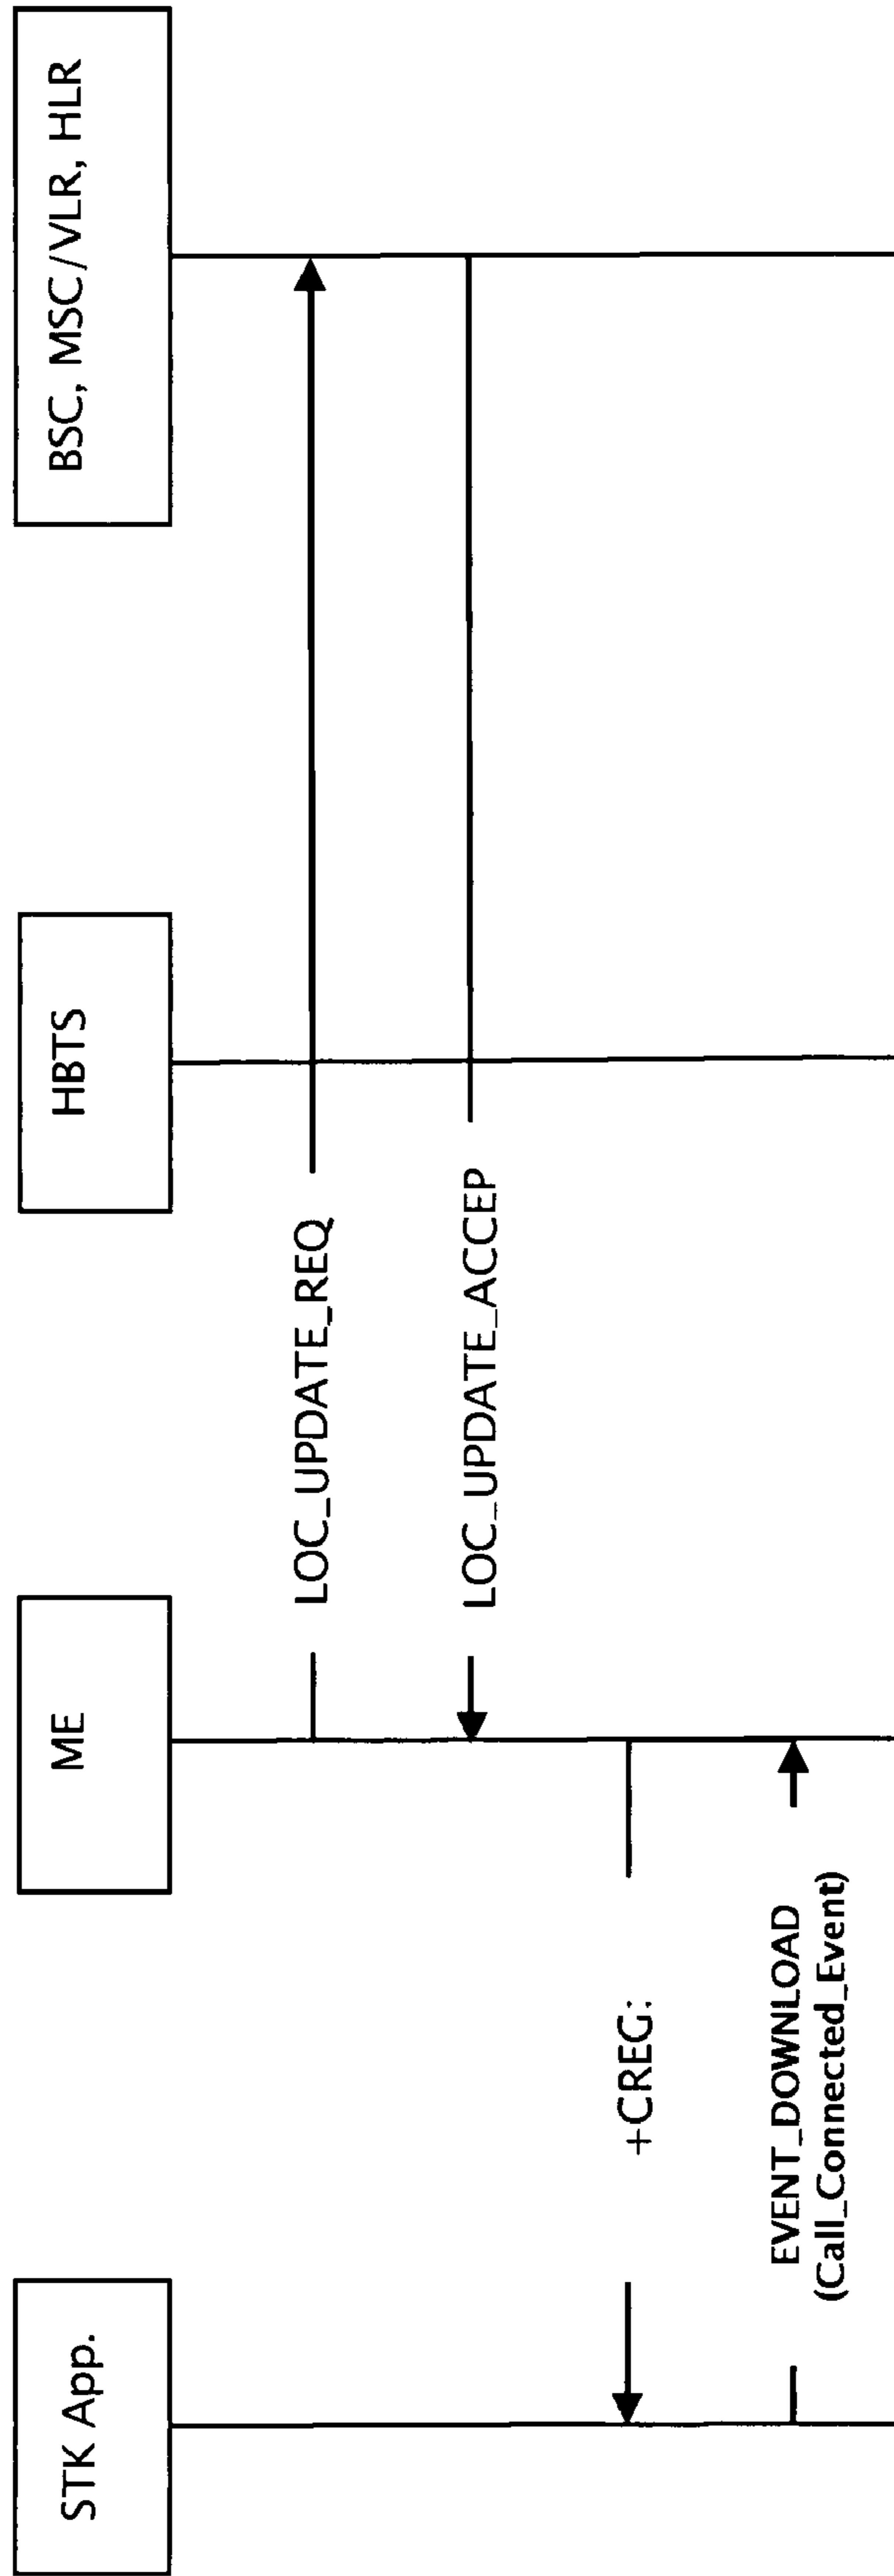 STK App.
ME
HBTS
BSC, MSC/VLR, HLR
LOC_UPDATE_REQ
LOC_UPDATE_ACCEP
+CREG:
EVENT_DOWNLOAD
(Call_Connected_Event)